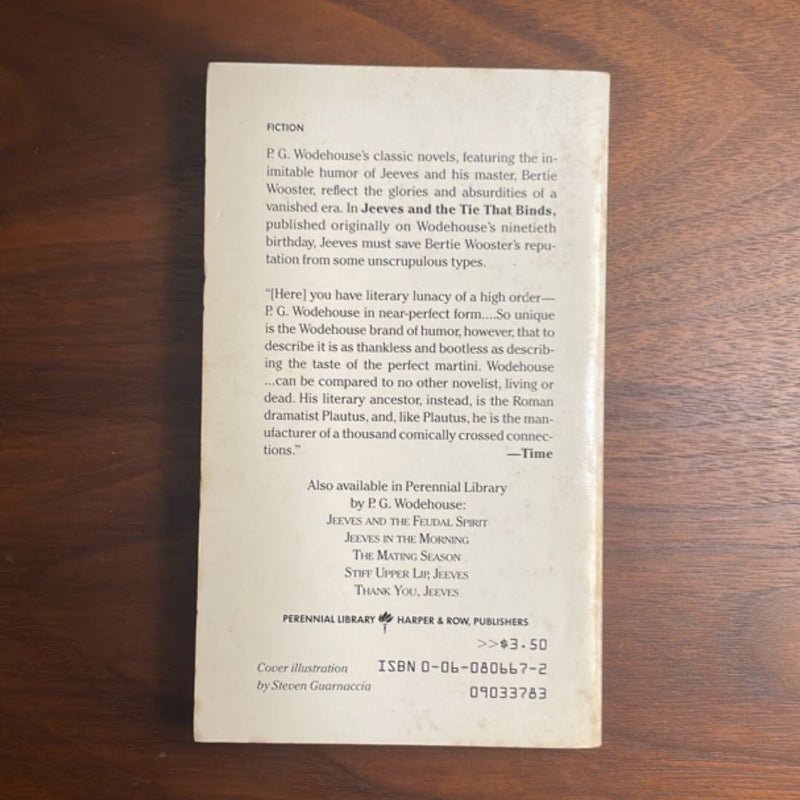 FICTION
P. G. Wodehouse's classic novels, featuring the in-
imitable humor of Jeeves and his master, Bertie
Wooster, reflect the glories and absurdities of a
vanished era. In Jeeves and the Tie That Binds,
published originally on Wodehouse's ninetieth
birthday, Jeeves must save Bertie Wooster's repu-
tation from some unscrupulous types.
"[Here] you have literary lunacy of a high order—
P. G. Wodehouse in near-perfect form....So unique
is the Wodehouse brand of humor, however, that to
describe it is as thankless and bootless as describ-
ing the taste of the perfect martini. Wodehouse
...can be compared to no other novelist, living or
dead. His literary ancestor, instead, is the Roman
dramatist Plautus, and, like Plautus, he is the man-
ufacturer of a thousand comically crossed connec-
tions." —Time
Also available in Perennial Library
by P. G. Wodehouse:
JEEVES AND THE FEUDAL SPIRIT
JEEVES IN THE MORNING
THE MATING SEASON
STIFF UPPER LIP, JEEVES
THANK YOU, JEEVES
PERENNIAL LIBRARY HARPER & ROW, PUBLISHERS
>>$3.50
Cover illustration ISBN 0-06-080667-2
by Steven Guarnaccia 09033783